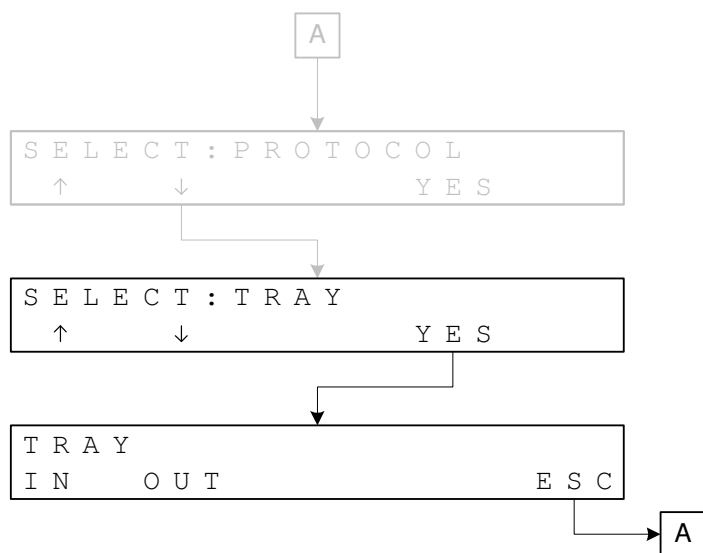 A
SELECT:PROTOCOL
↑ ↓ YES
SELECT:TRAY
↑ ↓ YES
TRAY
IN OUT ESC
A